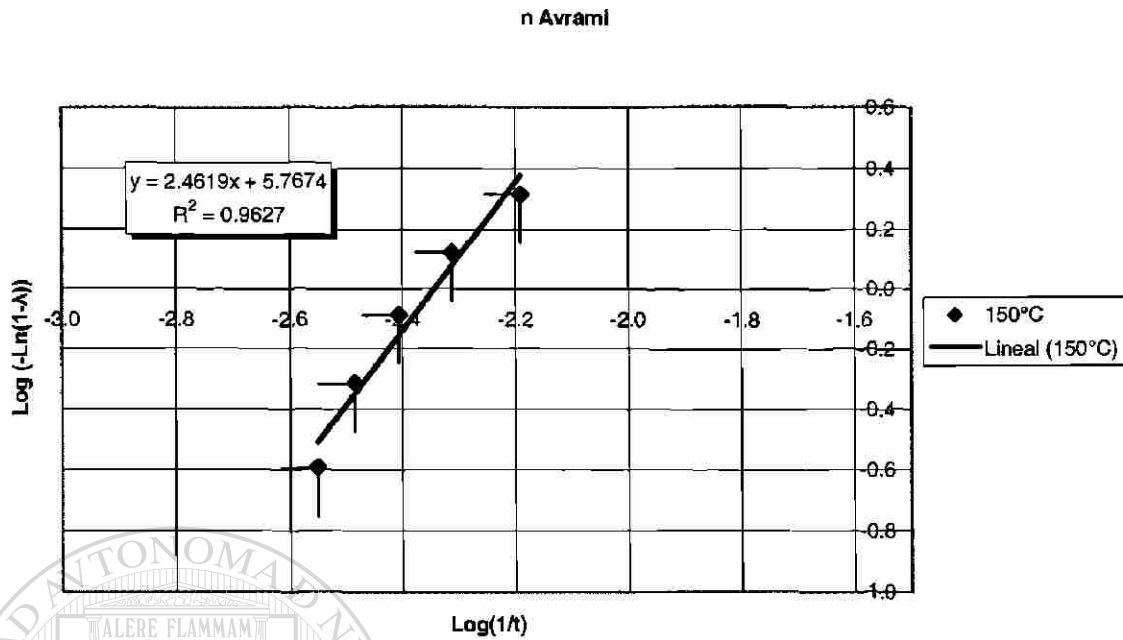 n Avrami
y = 2.4619x + 5.7674
R² = 0.9627
0.6
0.4
0.2
0.0
-3.0 -2.8 -2.6 -2.4 -2.2 -2.0 -1.8 -1.6
-0.2
-0.4
-0.6
-0.8
-1.0
Log (-Ln(1-λ))
Log(1/t)
150°C
Lineal (150°C)
D AVTONOMA D N
ALERE FLAMMAM